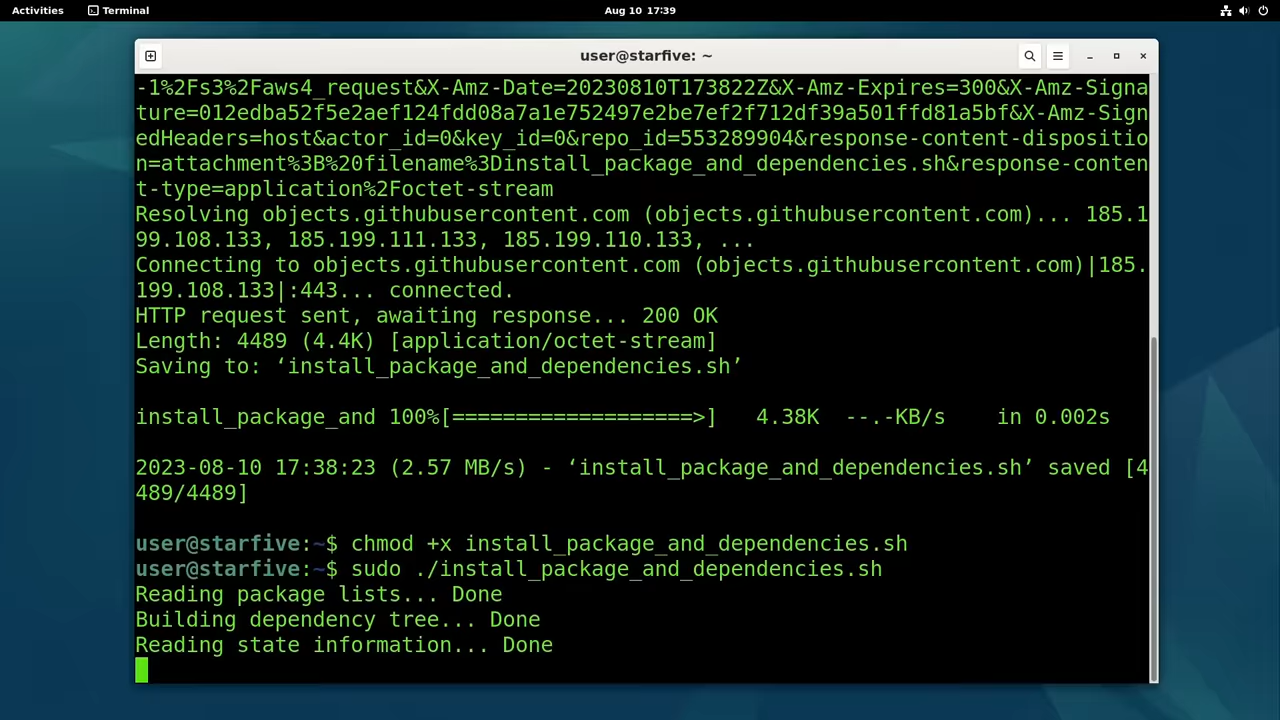 Activities Terminal Aug 10 17:39
user@starfive: ~
-1%2Fs3%2Faws4_request&X-Amz-Date=20230810T173822Z&X-Amz-Expires=300&X-Amz-Signa
ture=012edba52f5e2aef124fdd08a7a1e752497e2be7ef2f712df39a501ffd81a5bf&X-Amz-Sign
edHeaders=host&actor_id=0&key_id=0&repo_id=553289904&response-content-dispositio
n=attachment%3B%20filename%3Dinstall_package_and_dependencies.sh&response-conten
t-type=application%2Foctet-stream
Resolving objects.githubusercontent.com (objects.githubusercontent.com)... 185.1
99.108.133, 185.199.111.133, 185.199.110.133, ...
Connecting to objects.githubusercontent.com (objects.githubusercontent.com)|185.
199.108.133|:443... connected.
HTTP request sent, awaiting response... 200 OK
Length: 4489 (4.4K) [application/octet-stream]
Saving to: ‘install_package_and_dependencies.sh’
install_package_and 100%[===================>] 4.38K --.-KB/s in 0.002s
2023-08-10 17:38:23 (2.57 MB/s) - ‘install_package_and_dependencies.sh’ saved [4
489/4489]
user@starfive:~$ chmod +x install_package_and_dependencies.sh
user@starfive:~$ sudo ./install_package_and_dependencies.sh
Reading package lists... Done
Building dependency tree... Done
Reading state information... Done